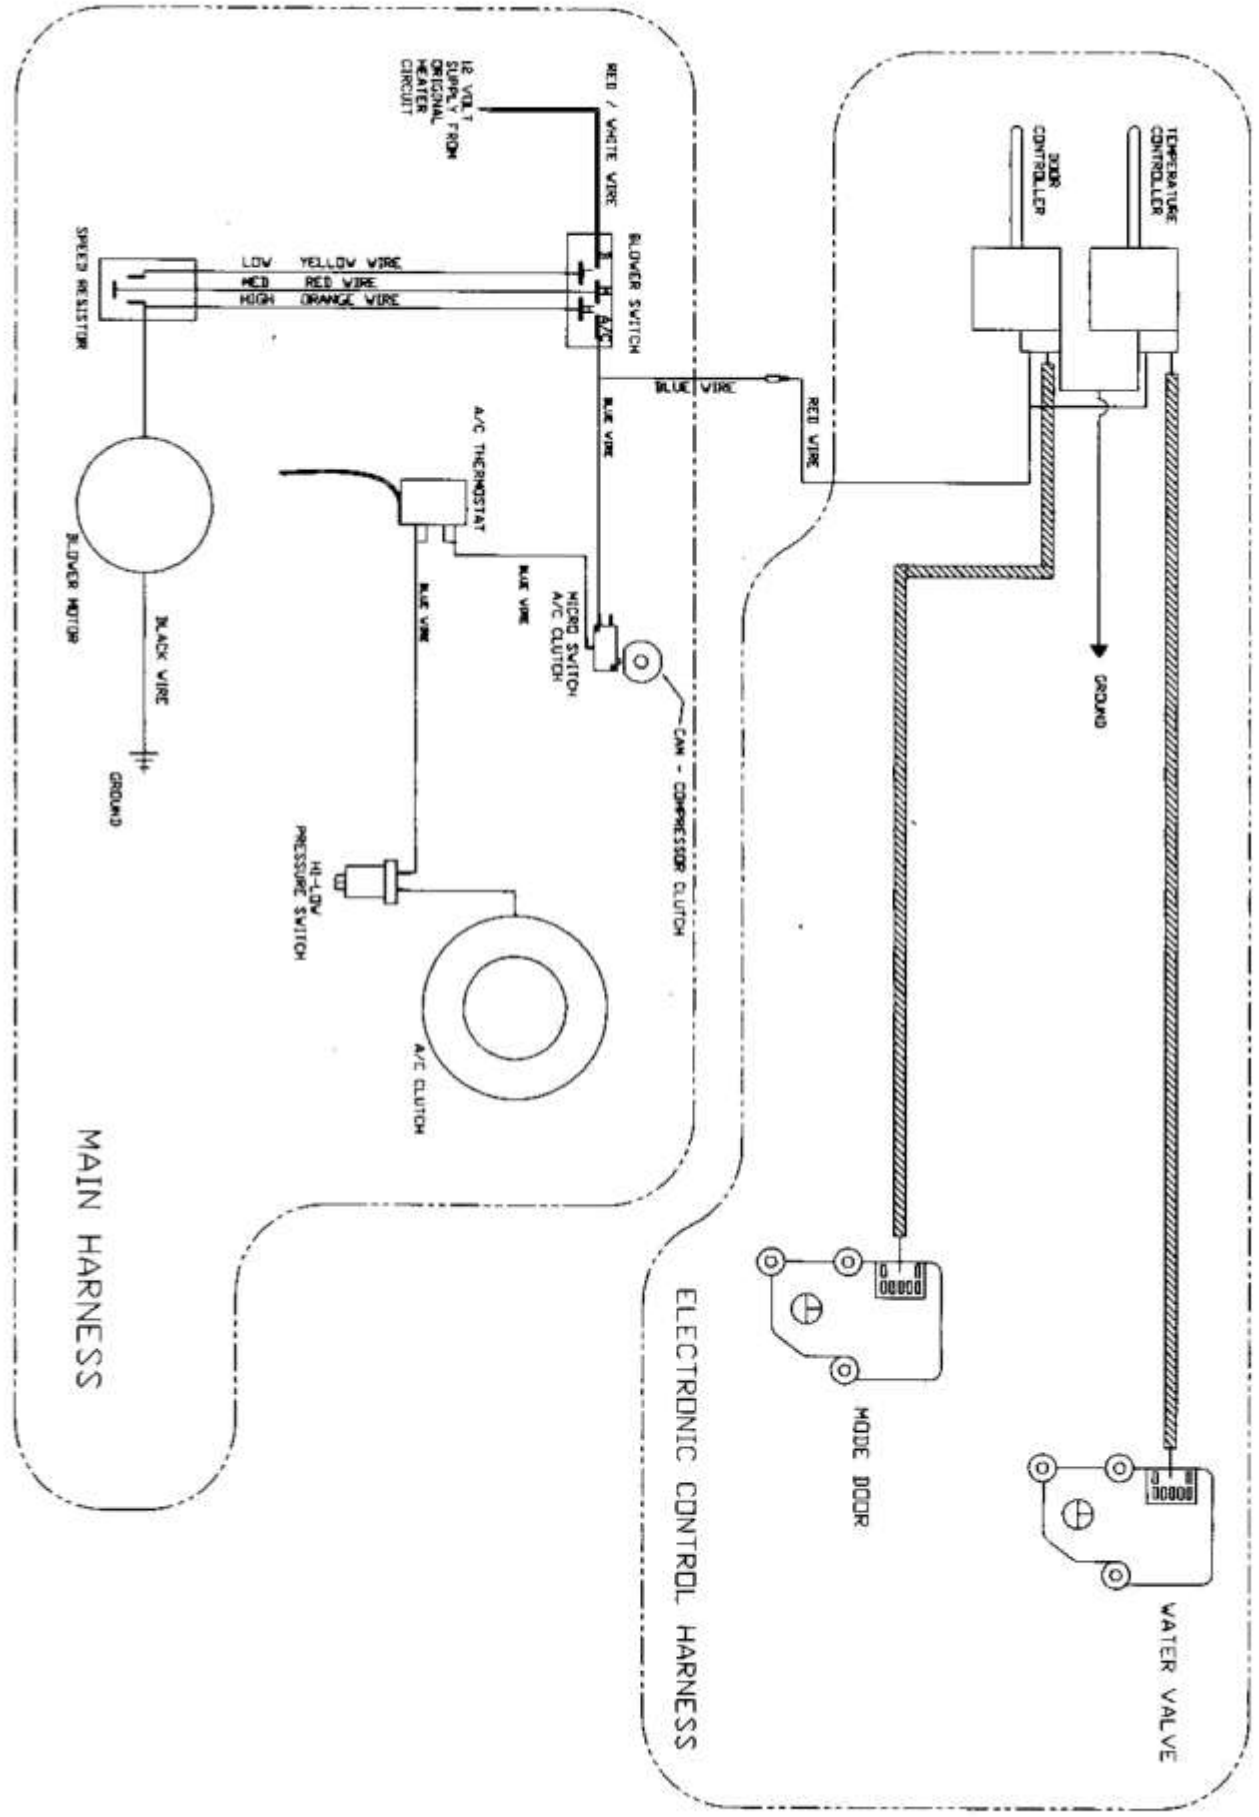 TEMPERATURE
CONTROLLER
DOOR
CONTROLLER
RED / WHITE WIRE
12 VOLT
SUPPLY FROM
ORIGINAL
HEATER
CIRCUIT
BLOWER SWITCH
B
L
M
H
A/C
LOW YELLOW WIRE
MED RED WIRE
HIGH ORANGE WIRE
SPEED RESISTOR
BLUE WIRE
RED WIRE
BLUE WIRE
A/C THERMOSTAT
BLUE WIRE
BLUE WIRE
MICRO SWITCH
A/C CLUTCH
CAM - COMPRESSOR CLUTCH
BLOWER MOTOR
BLACK WIRE
GROUND
GROUND
HI-LOW
PRESSURE SWITCH
A/C CLUTCH
MAIN HARNESS
ELECTRONIC CONTROL HARNESS
MODE DOOR
WATER VALVE